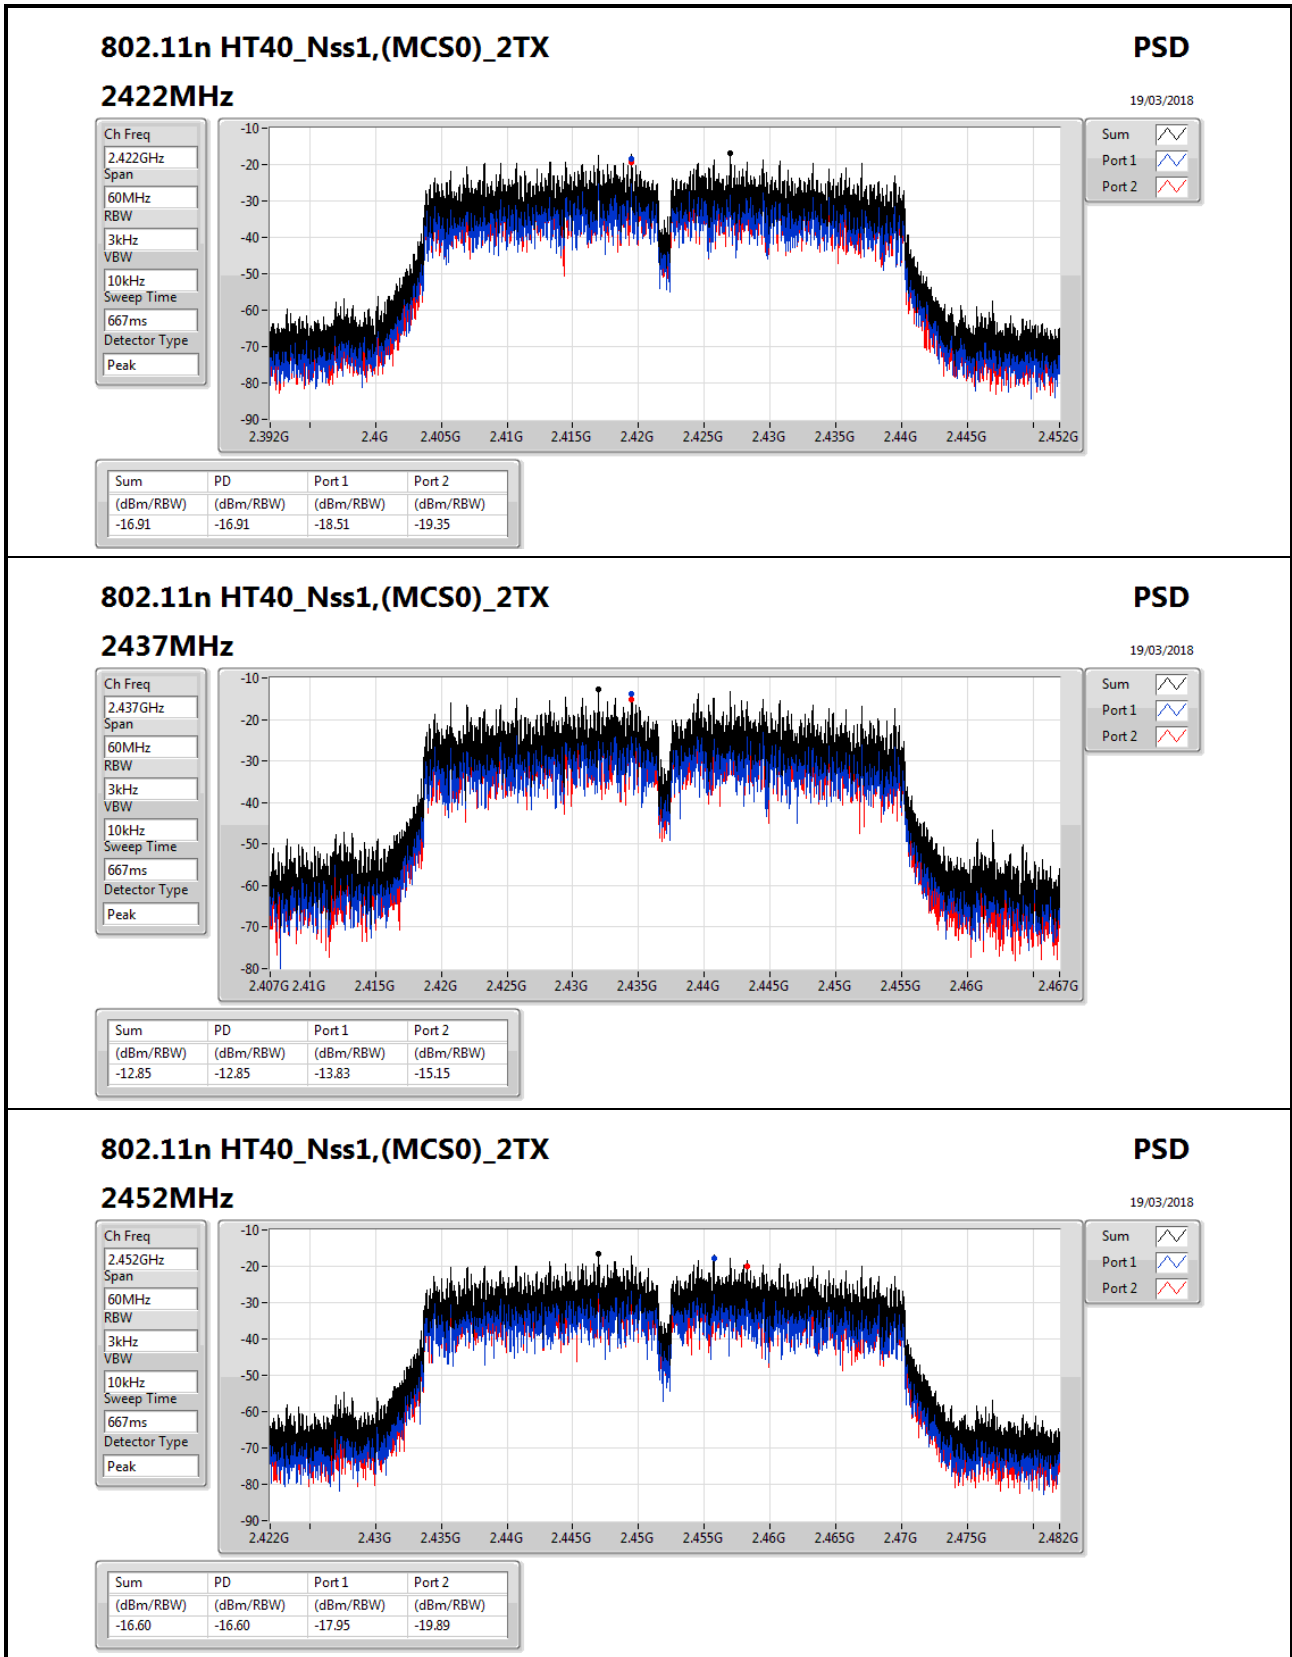 802.11n HT40_Nss1,(MCS0)_2TX PSD
2422MHz 19/03/2018
Ch Freq
2.422GHz
Span
60MHz
RBW
3kHz
VBW
10kHz
Sweep Time
667ms
Detector Type
Peak
-10
-20
-30
-40
-50
-60
-70
-80
-90
2.392G 2.4G 2.405G 2.41G 2.415G 2.42G 2.425G 2.43G 2.435G 2.44G 2.445G 2.452G
Sum
Port 1
Port 2
Sum PD Port 1 Port 2
(dBm/RBW) (dBm/RBW) (dBm/RBW) (dBm/RBW)
-16.91 -16.91 -18.51 -19.35
802.11n HT40_Nss1,(MCS0)_2TX PSD
2437MHz 19/03/2018
Ch Freq
2.437GHz
Span
60MHz
RBW
3kHz
VBW
10kHz
Sweep Time
667ms
Detector Type
Peak
-10
-20
-30
-40
-50
-60
-70
-80
2.407G 2.41G 2.415G 2.42G 2.425G 2.43G 2.435G 2.44G 2.445G 2.45G 2.455G 2.46G 2.467G
Sum
Port 1
Port 2
Sum PD Port 1 Port 2
(dBm/RBW) (dBm/RBW) (dBm/RBW) (dBm/RBW)
-12.85 -12.85 -13.83 -15.15
802.11n HT40_Nss1,(MCS0)_2TX PSD
2452MHz 19/03/2018
Ch Freq
2.452GHz
Span
60MHz
RBW
3kHz
VBW
10kHz
Sweep Time
667ms
Detector Type
Peak
-10
-20
-30
-40
-50
-60
-70
-80
-90
2.422G 2.43G 2.435G 2.44G 2.445G 2.45G 2.455G 2.46G 2.465G 2.47G 2.475G 2.482G
Sum
Port 1
Port 2
Sum PD Port 1 Port 2
(dBm/RBW) (dBm/RBW) (dBm/RBW) (dBm/RBW)
-16.60 -16.60 -17.95 -19.89